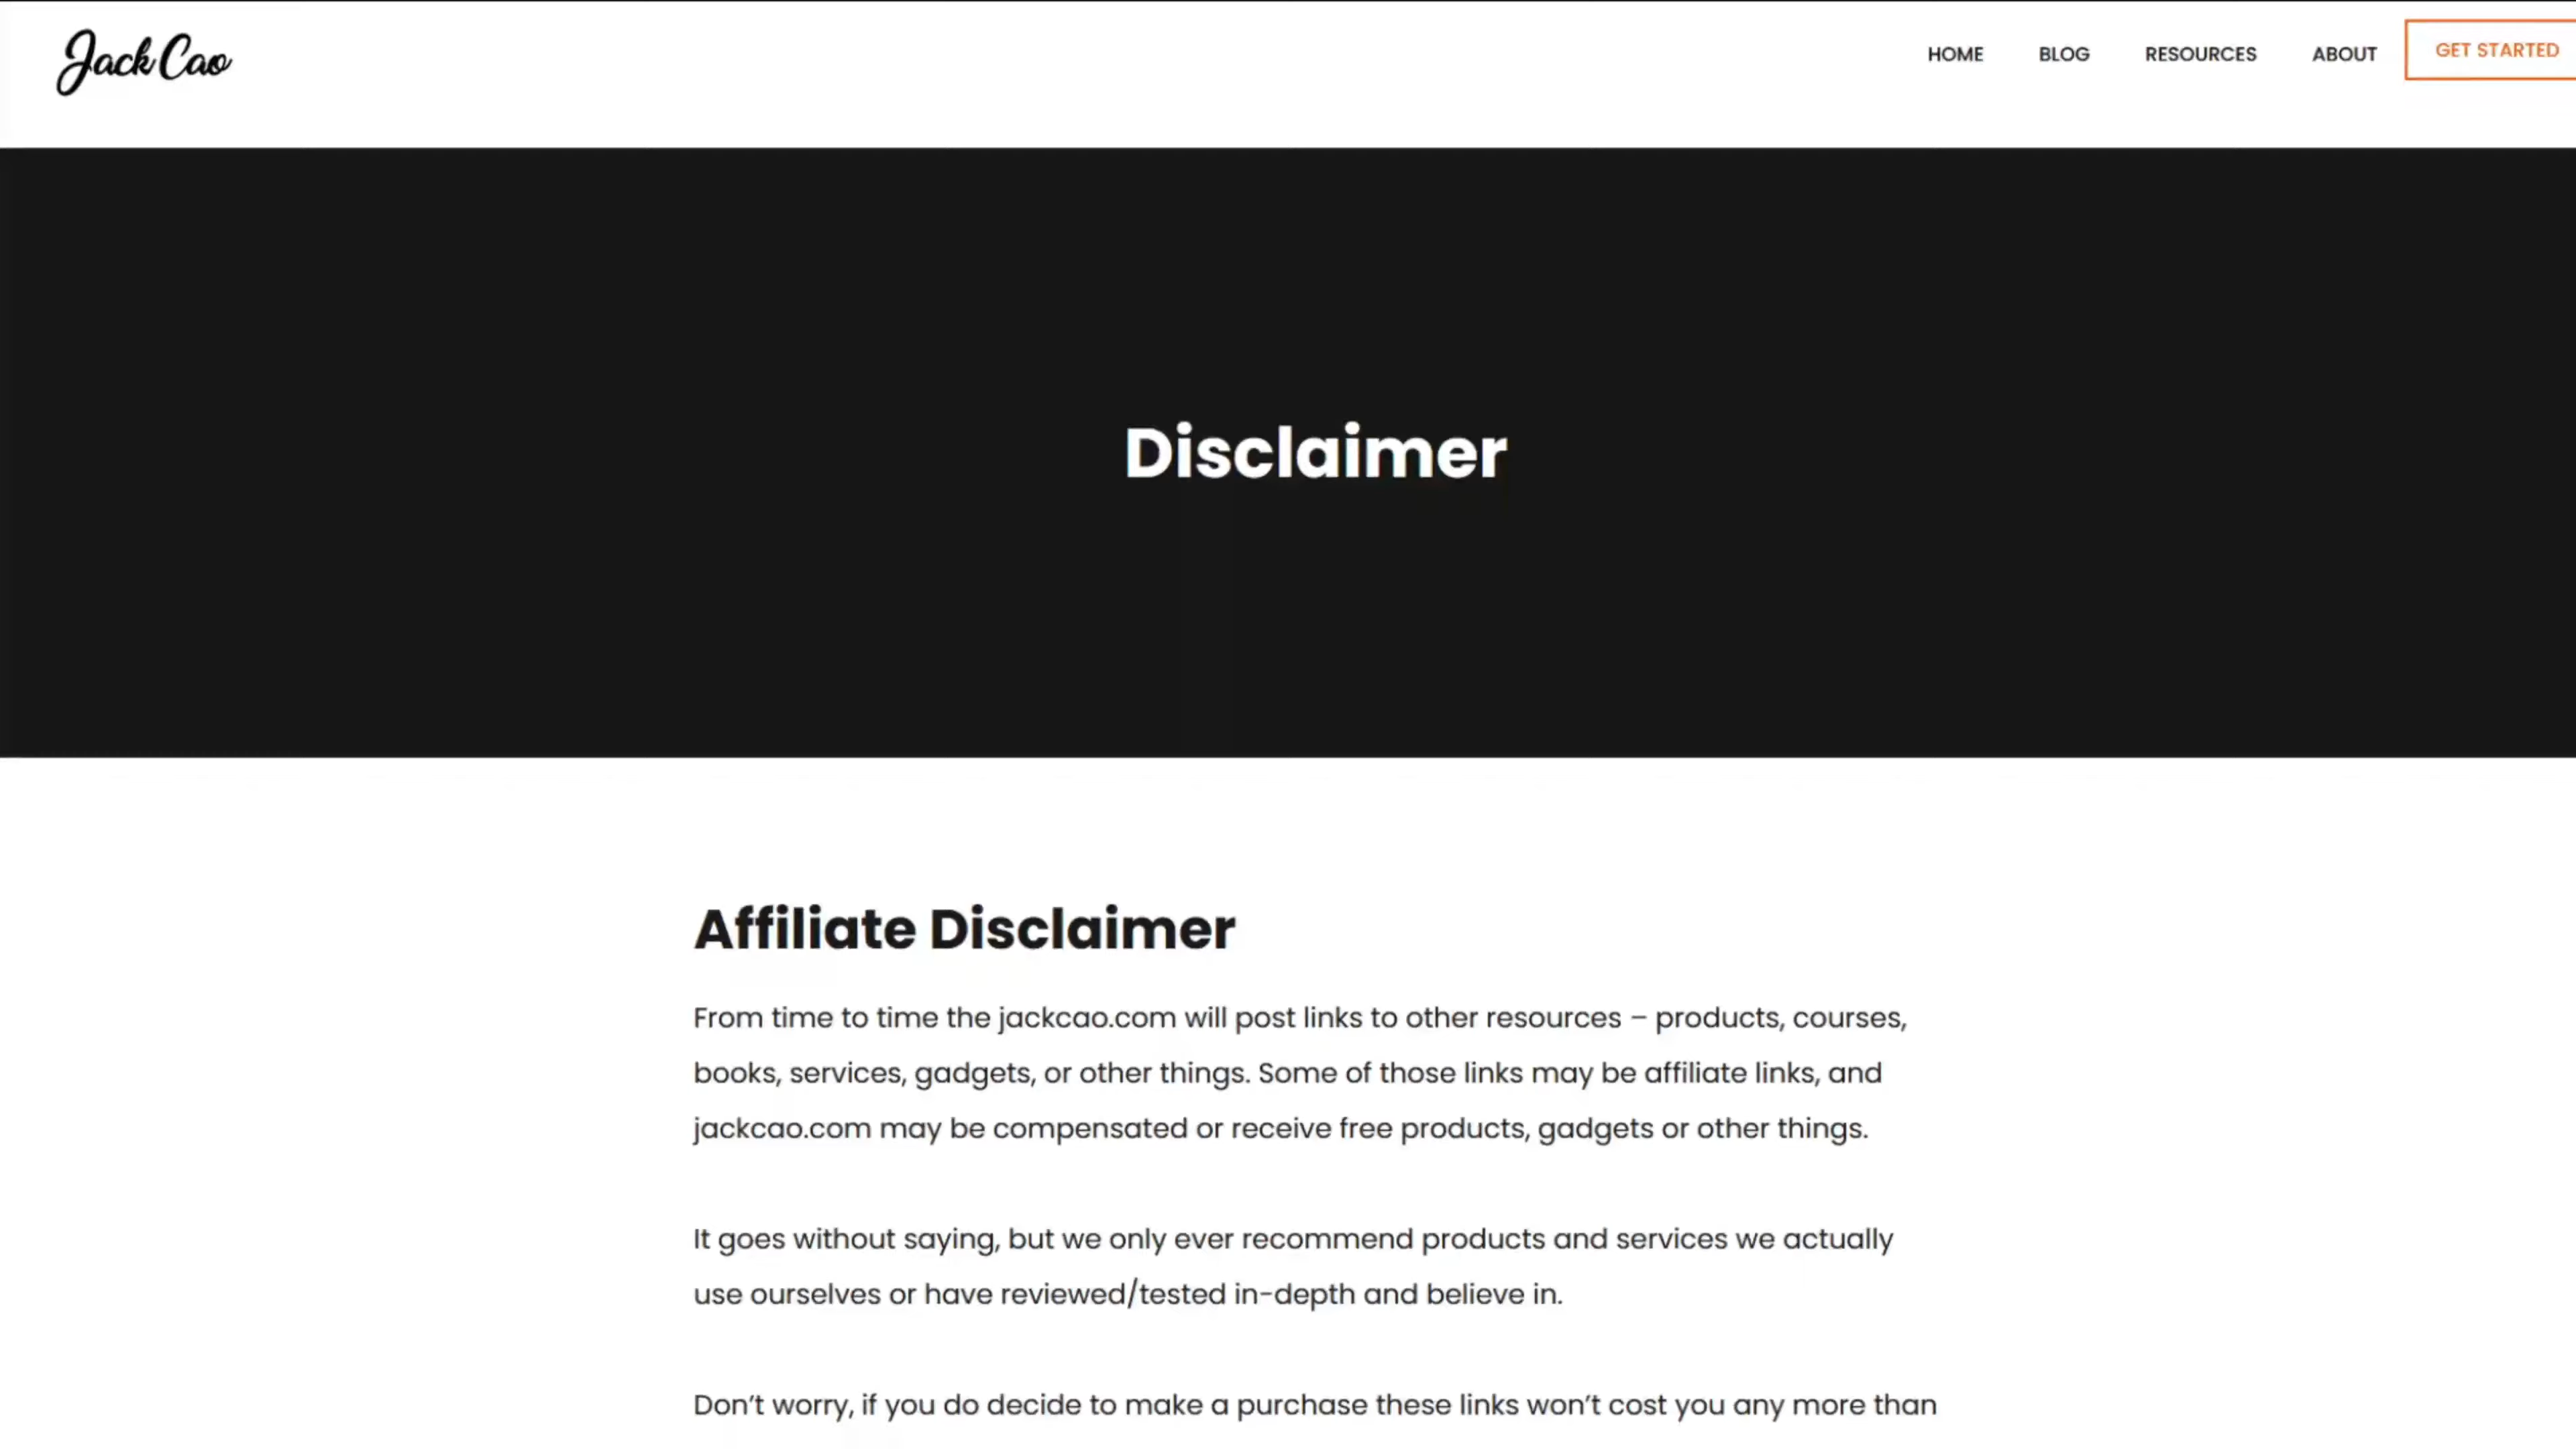 Jack Cao
HOME BLOG RESOURCES ABOUT GET STARTED
Disclaimer
Affiliate Disclaimer
From time to time the jackcao.com will post links to other resources – products, courses,
books, services, gadgets, or other things. Some of those links may be affiliate links, and
jackcao.com may be compensated or receive free products, gadgets or other things.
It goes without saying, but we only ever recommend products and services we actually
use ourselves or have reviewed/tested in-depth and believe in.
Don’t worry, if you do decide to make a purchase these links won’t cost you any more than